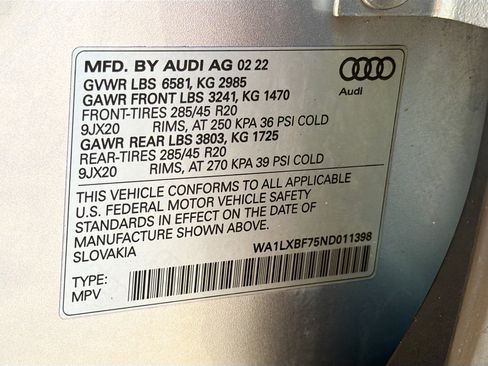 MFD. BY AUDI AG 02 22
GVWR LBS 6581, KG 2985
GAWR FRONT LBS 3241, KG 1470
FRONT-TIRES 285/45 R20
9JX20 RIMS, AT 250 KPA 36 PSI COLD
GAWR REAR LBS 3803, KG 1725
REAR-TIRES 285/45 R20
9JX20 RIMS, AT 270 KPA 39 PSI COLD
Audi
THIS VEHICLE CONFORMS TO ALL APPLICABLE
U.S. FEDERAL MOTOR VEHICLE SAFETY
STANDARDS IN EFFECT ON THE DATE OF
MANUFACTURE SHOWN ABOVE.
SLOVAKIA
WA1LXBF75ND011398
TYPE:
MPV